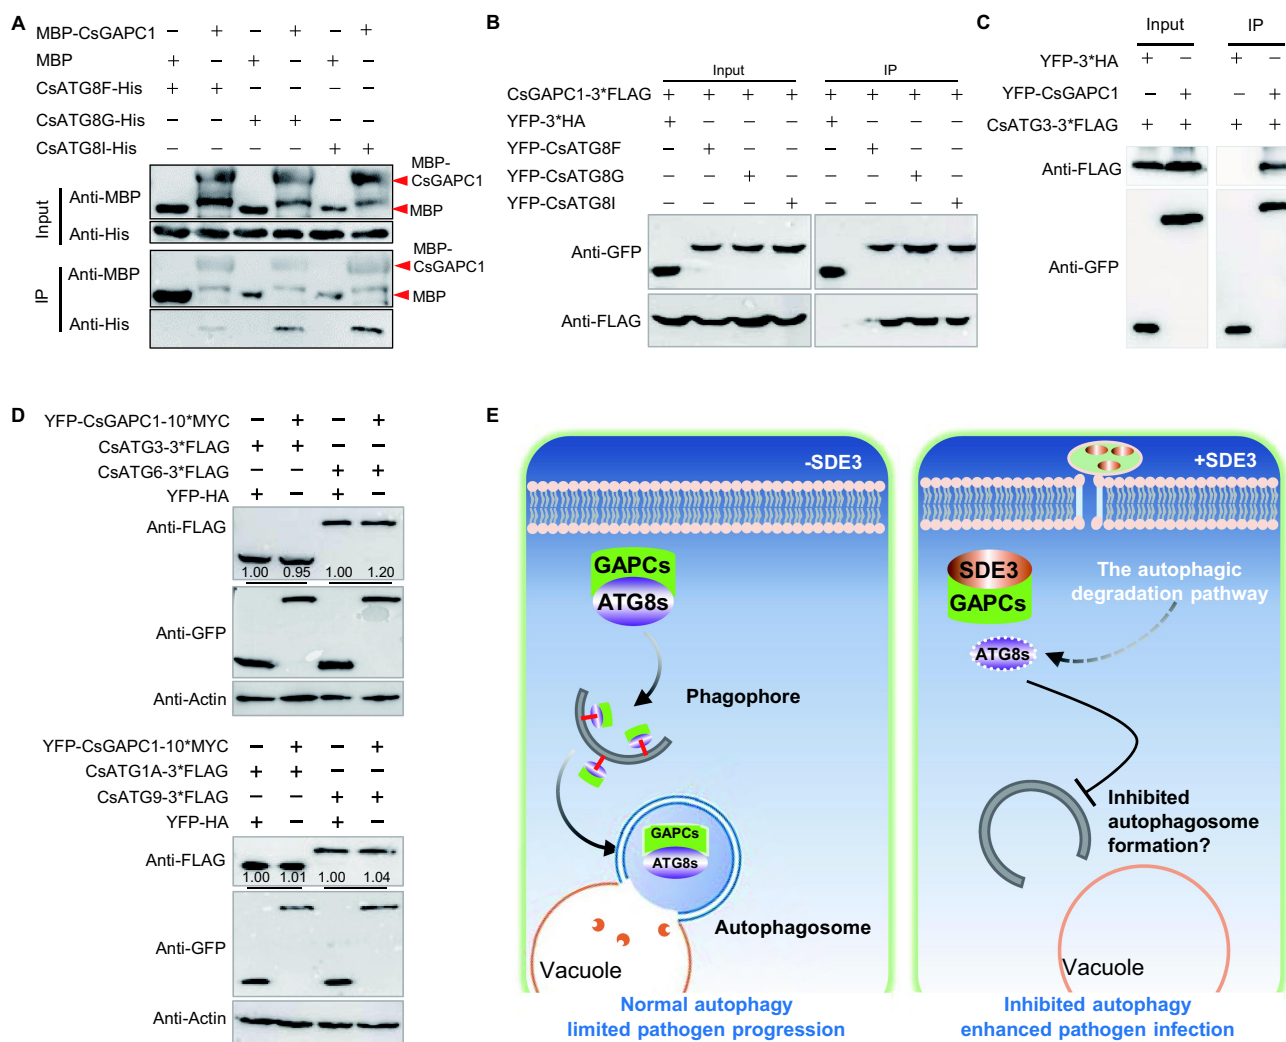 A
MBP-CsGAPC1 − + − + − +
MBP + − + − + −
CsATG8F-His + + − − − −
CsATG8G-His − − + + − −
CsATG8I-His − − − − + +
Input
Anti-MBP
MBP-
CsGAPC1
MBP
Anti-His
IP
Anti-MBP
MBP-
CsGAPC1
MBP
Anti-His
B
Input IP
CsGAPC1-3*FLAG + + + + + + + +
YFP-3*HA + − − − + − − −
YFP-CsATG8F − + − − − + − −
YFP-CsATG8G − − + − − − + −
YFP-CsATG8I − − − + − − − +
Anti-GFP
Anti-FLAG
C
Input IP
YFP-3*HA + − + −
YFP-CsGAPC1 − + − +
CsATG3-3*FLAG + + + +
Anti-FLAG
Anti-GFP
D
YFP-CsGAPC1-10*MYC − + − +
CsATG3-3*FLAG + + − −
CsATG6-3*FLAG − − + +
YFP-HA + − + −
Anti-FLAG
1.00 0.95 1.00 1.20
Anti-GFP
Anti-Actin
YFP-CsGAPC1-10*MYC − + − +
CsATG1A-3*FLAG + + − −
CsATG9-3*FLAG − − + +
YFP-HA + − + −
Anti-FLAG
1.00 1.01 1.00 1.04
Anti-GFP
Anti-Actin
E
-SDE3
GAPCs
ATG8s
Phagophore
GAPCs
ATG8s
Autophagosome
Vacuole
Normal autophagy
limited pathogen progression
+SDE3
SDE3
GAPCs
The autophagic
degradation pathway
ATG8s
Inhibited
autophagosome
formation?
Vacuole
Inhibited autophagy
enhanced pathogen infection